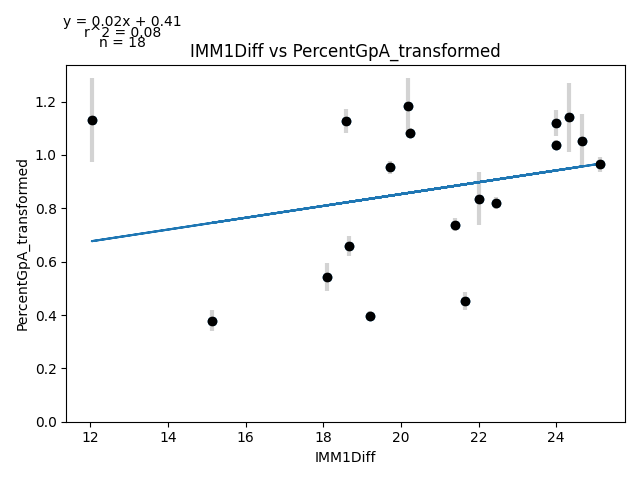 y = 0.02x + 0.41
r^2 = 0.08
n = 18
IMM1Diff vs PercentGpA_transformed
PercentGpA_transformed
1.2
1.0
0.8
0.6
0.4
0.2
0.0
12 14 16 18 20 22 24
IMM1Diff